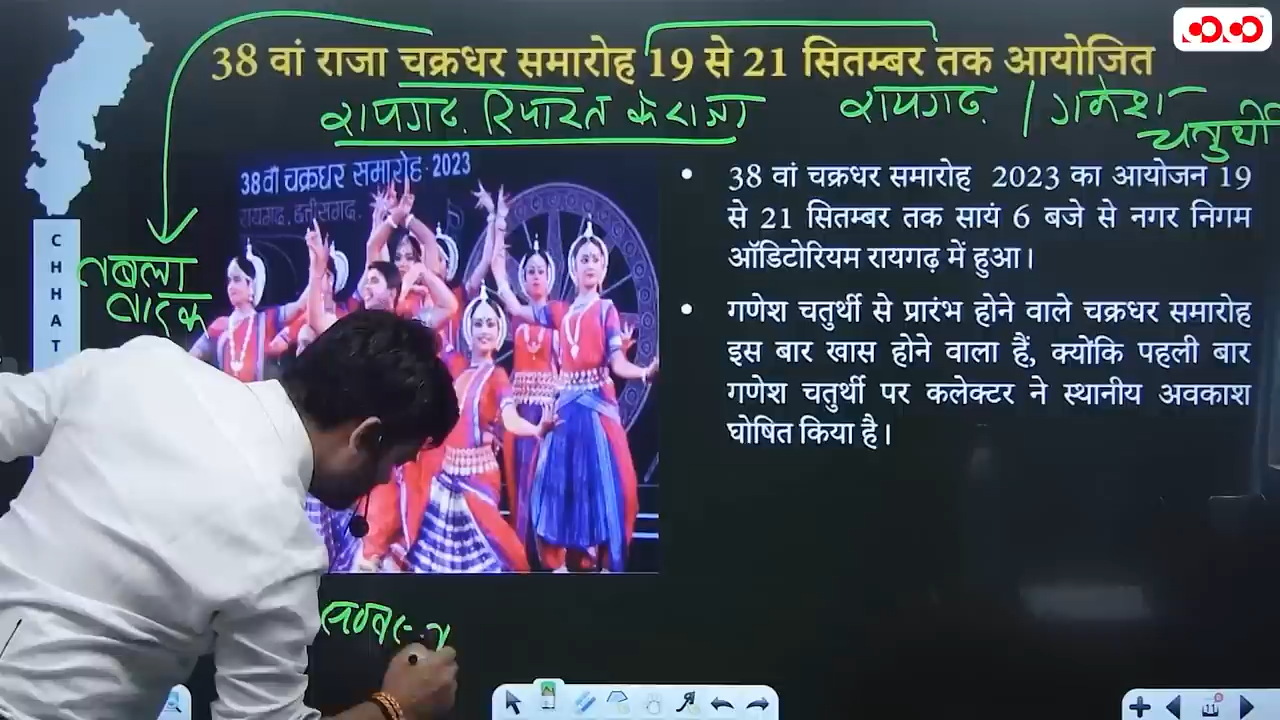 38 वां राजा चक्रधर समारोह 19 से 21 सितम्बर तक आयोजित
रायगढ़ रियासत के राजा
रायगढ़ / गणेश
चतुर्थी
38वाँ चक्रधर समारोह-2023
रायगढ़, छत्तीसगढ़.
C
H
H
A
T
तबला
वादक
• 38 वां चक्रधर समारोह 2023 का आयोजन 19
से 21 सितम्बर तक सायं 6 बजे से नगर निगम
ऑडिटोरियम रायगढ़ में हुआ।
• गणेश चतुर्थी से प्रारंभ होने वाले चक्रधर समारोह
इस बार खास होने वाला हैं, क्योंकि पहली बार
गणेश चतुर्थी पर कलेक्टर ने स्थानीय अवकाश
घोषित किया है।
11